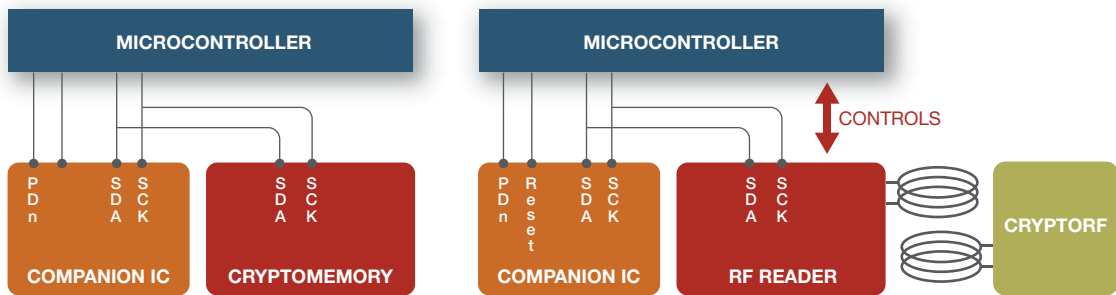 MICROCONTROLLER
PDn
SDA
SCK
COMPANION IC
SDA
SCK
CRYPTOMEMORY
MICROCONTROLLER
CONTROLS
PDn
Reset
SDA
SCK
COMPANION IC
SDA
SCK
RF READER
CRYPTORF